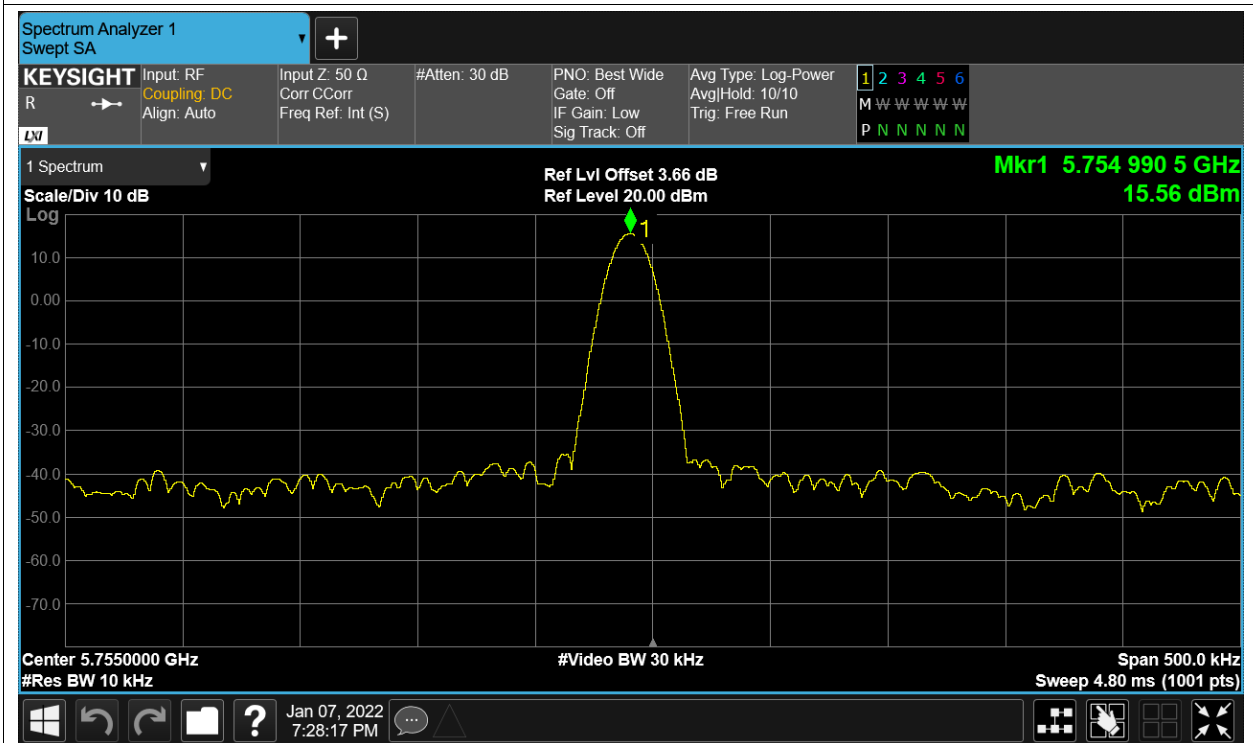 Spectrum Analyzer 1
Swept SA
KEYSIGHT
R
LXI
Input: RF
Coupling: DC
Align: Auto
Input Z: 50 Ω
Corr CCorr
Freq Ref: Int (S)
#Atten: 30 dB
PNO: Best Wide
Gate: Off
IF Gain: Low
Sig Track: Off
Avg Type: Log-Power
Avg|Hold: 10/10
Trig: Free Run
1 2 3 4 5 6
M W W W W W
P N N N N N
1 Spectrum
Scale/Div 10 dB
Log
Ref Lvl Offset 3.66 dB
Ref Level 20.00 dBm
Mkr1 5.754 990 5 GHz
15.56 dBm
1
10.0
0.00
-10.0
-20.0
-30.0
-40.0
-50.0
-60.0
-70.0
Center 5.7550000 GHz
#Res BW 10 kHz
#Video BW 30 kHz
Span 500.0 kHz
Sweep 4.80 ms (1001 pts)
?
Jan 07, 2022
7:28:17 PM